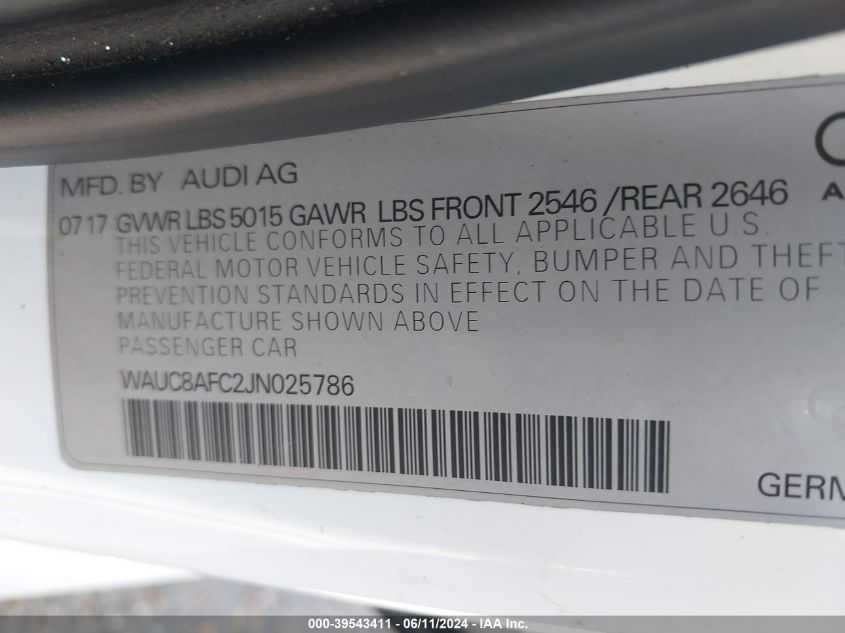 MFD. BY AUDI AG
07 17 GVWR LBS 5015 GAWR LBS FRONT 2546 /REAR 2646
THIS VEHICLE CONFORMS TO ALL APPLICABLE U.S.
FEDERAL MOTOR VEHICLE SAFETY, BUMPER AND THEFT
PREVENTION STANDARDS IN EFFECT ON THE DATE OF
MANUFACTURE SHOWN ABOVE
PASSENGER CAR
WAUC8AFC2JN025786
000-39543411 - 06/11/2024 - IAA Inc.